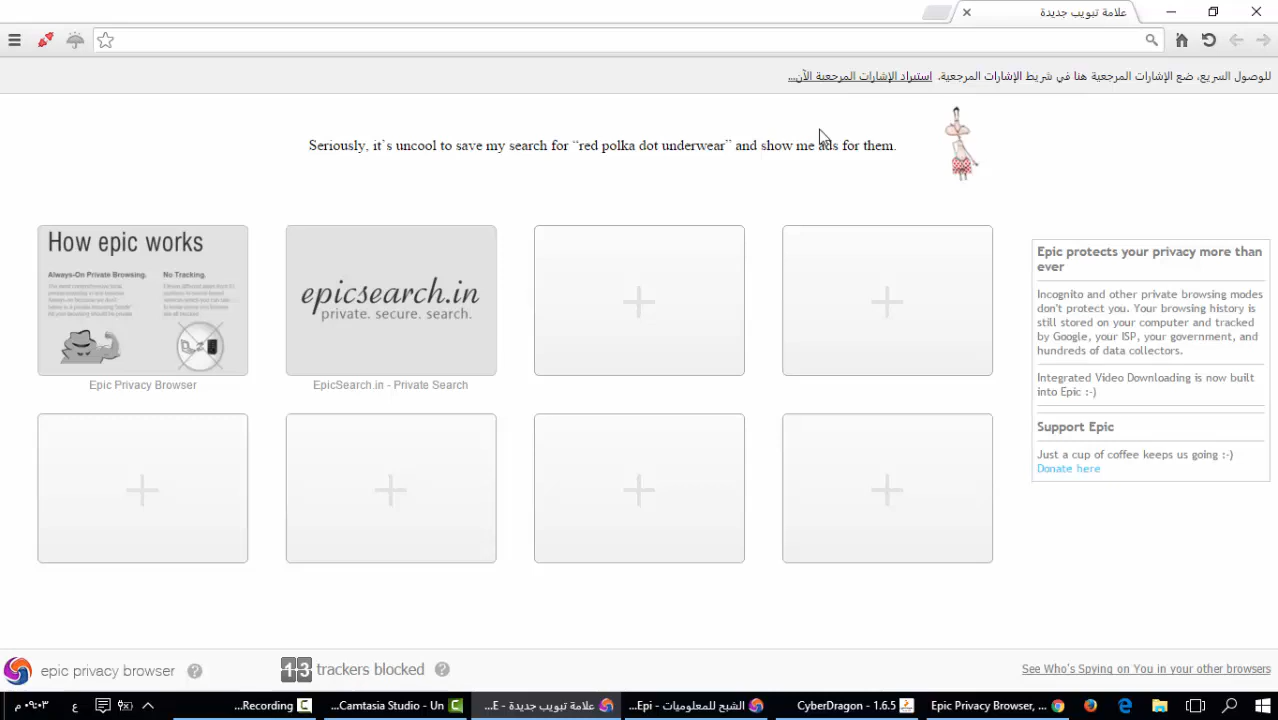 علامة تبويب جديدة
للوصول السريع، ضع الإشارات المرجعية هنا في شريط الإشارات المرجعية. استيراد الإشارات المرجعية الآن...
Seriously, it`s uncool to save my search for “red polka dot underwear” and show me ads for them.
How epic works
Always-On Private Browsing.
No Tracking.
epicsearch.in
private. secure. search.
Epic Privacy Browser
EpicSearch.in - Private Search
Epic protects your privacy more than
ever
Incognito and other private browsing modes
don't protect you. Your browsing history is
still stored on your computer and tracked
by Google, your ISP, your government, and
hundreds of data collectors.
Integrated Video Downloading is now built
into Epic :-)
Support Epic
Just a cup of coffee keeps us going :-)
Donate here
epic privacy browser
13 trackers blocked
See Who's Spying on You in your other browsers
٠٩:٠٣ م
ع
Recording...
Camtasia Studio - Un...
علامة تبويب جديدة - E...
الشبح للمعلوميات - Epi...
CyberDragon - 1.6.5
Epic Privacy Browser, ...